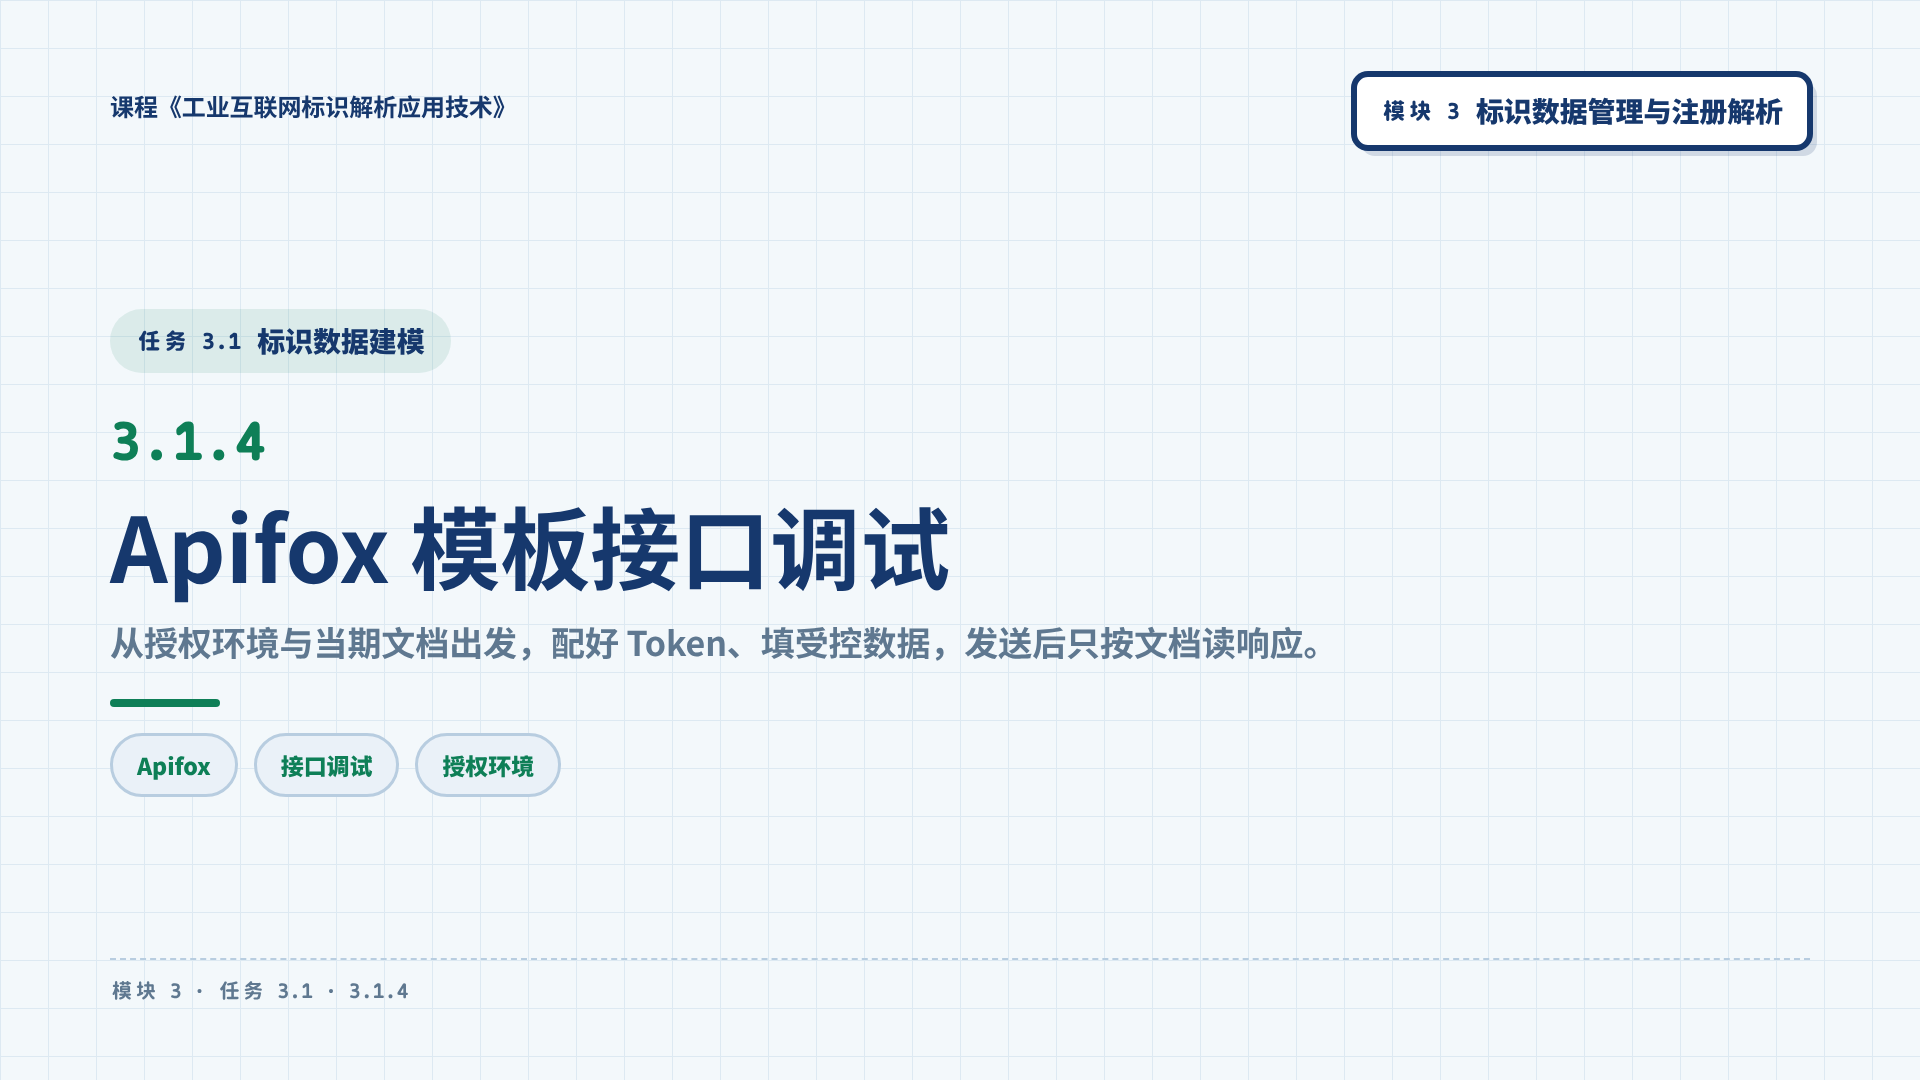 课程《工业互联网标识解析应用技术》
模块 3 标识数据管理与注册解析
任务 3.1 标识数据建模
3.1.4
Apifox 模板接口调试
从授权环境与当期文档出发，配好 Token、填受控数据，发送后只按文档读响应。
Apifox
接口调试
授权环境
模块 3 · 任务 3.1 · 3.1.4